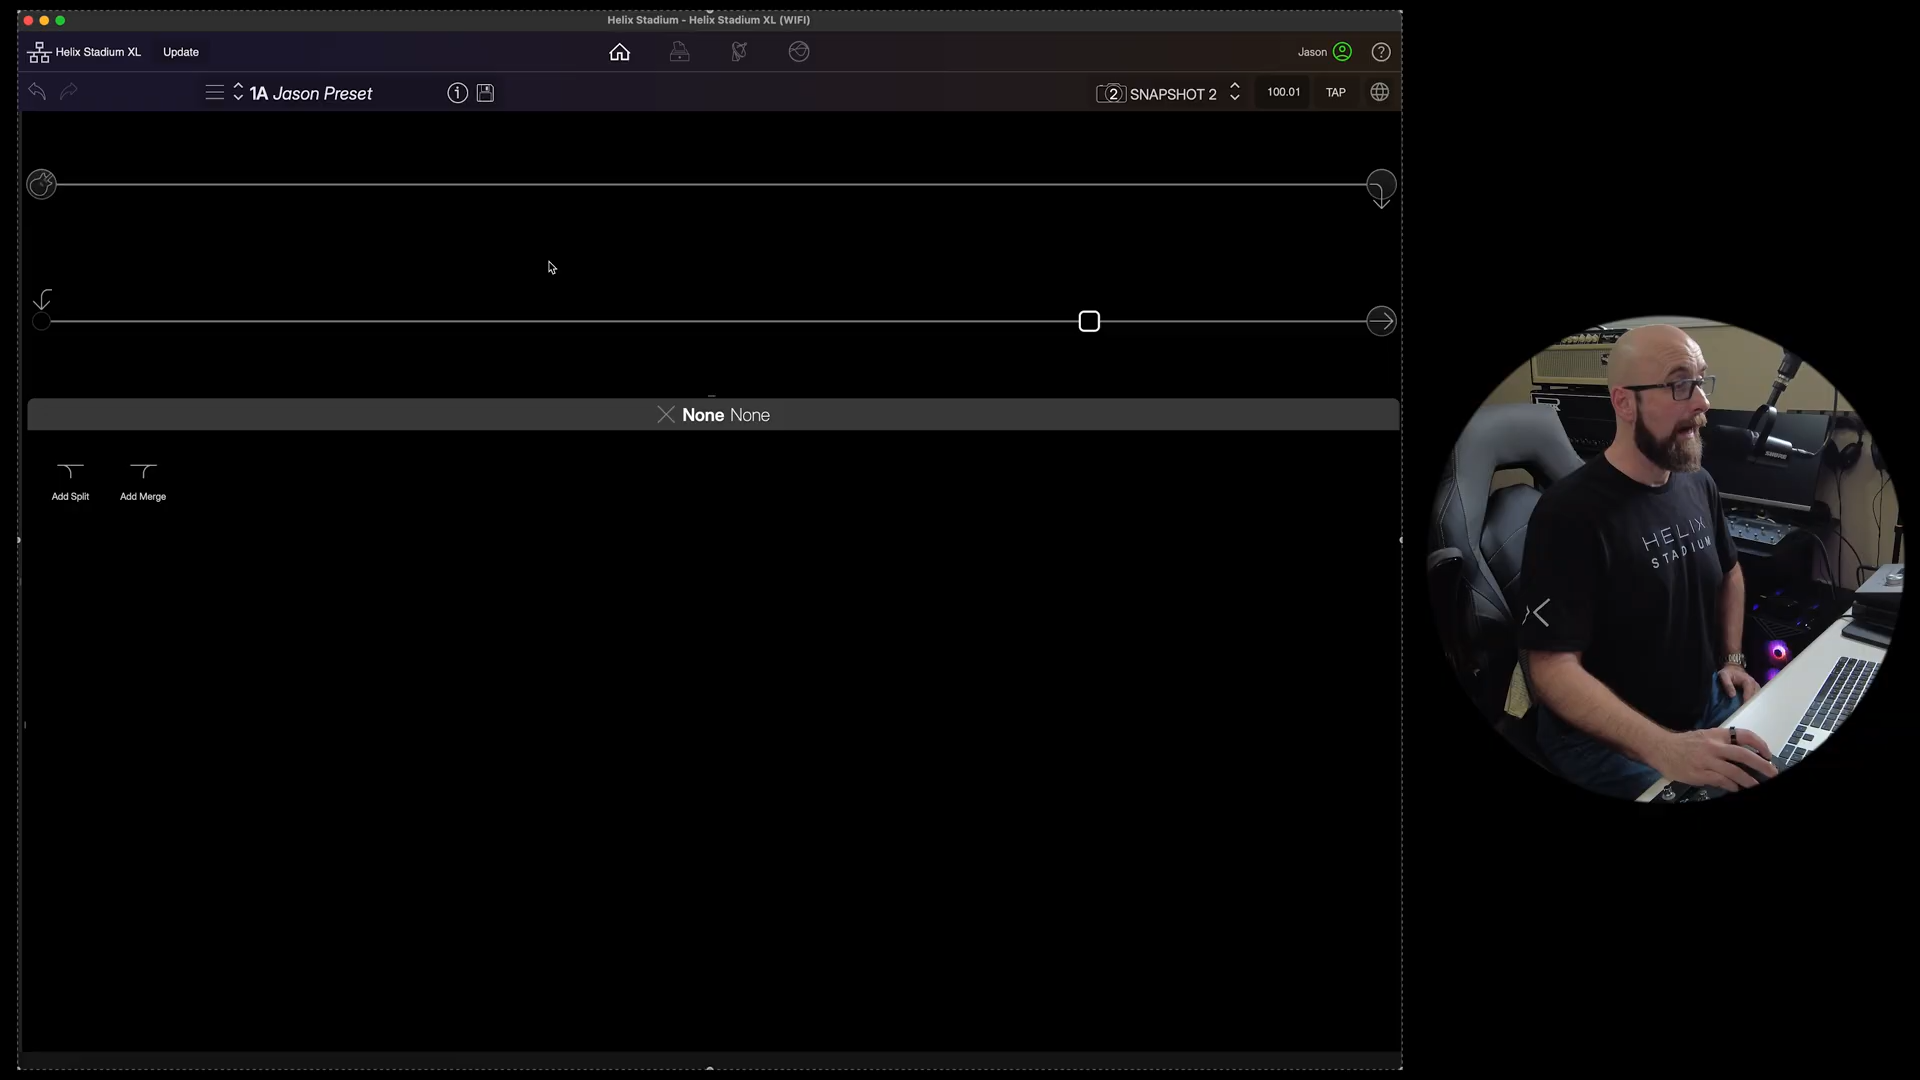 Helix Stadium - Helix Stadium XL (WIFI)
Helix Stadium XL
Update
Jason
1A Jason Preset
2 SNAPSHOT 2
100.01
TAP
None None
Add Split
Add Merge
HELIX
STADIUM
SHURE